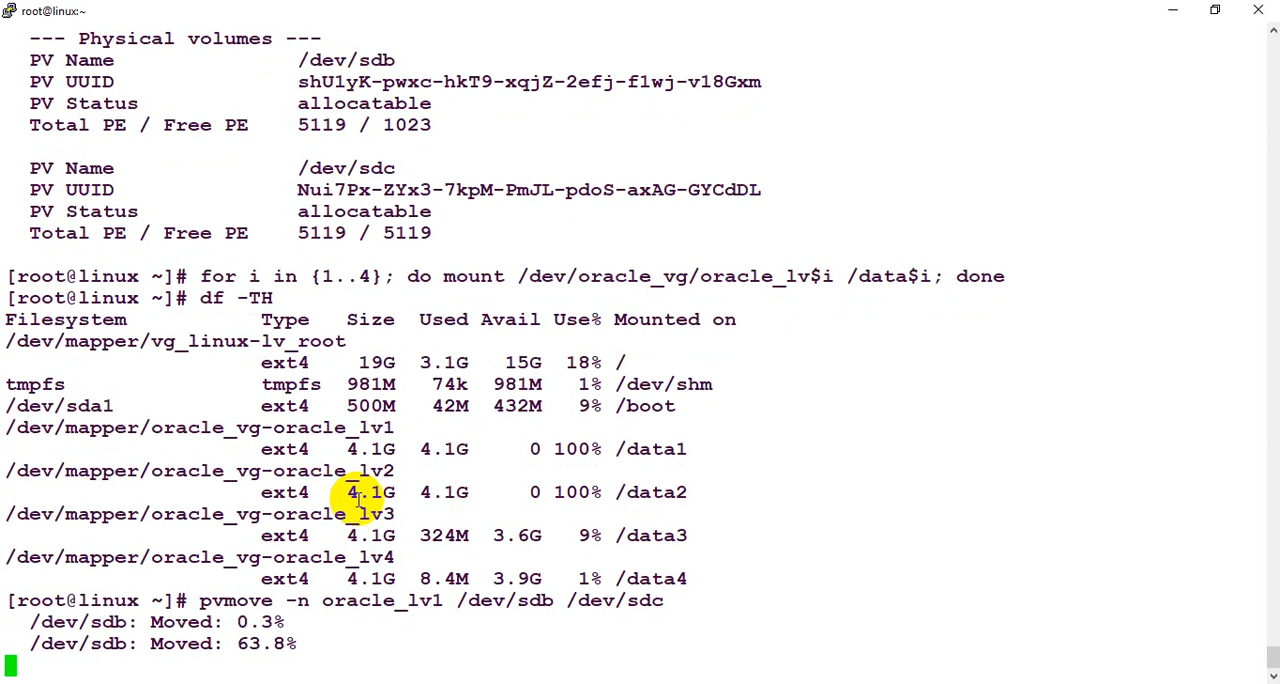 root@linux:~
--- Physical volumes ---
PV Name /dev/sdb
PV UUID shU1yK-pwxc-hkT9-xqjZ-2efj-f1wj-v18Gxm
PV Status allocatable
Total PE / Free PE 5119 / 1023
PV Name /dev/sdc
PV UUID Nui7Px-ZYx3-7kpM-PmJL-pdoS-axAG-GYCdDL
PV Status allocatable
Total PE / Free PE 5119 / 5119
[root@linux ~]# for i in {1..4}; do mount /dev/oracle_vg/oracle_lv$i /data$i; done
[root@linux ~]# df -TH
Filesystem Type Size Used Avail Use% Mounted on
/dev/mapper/vg_linux-lv_root
ext4 19G 3.1G 15G 18% /
tmpfs tmpfs 981M 74k 981M 1% /dev/shm
/dev/sda1 ext4 500M 42M 432M 9% /boot
/dev/mapper/oracle_vg-oracle_lv1
ext4 4.1G 4.1G 0 100% /data1
/dev/mapper/oracle_vg-oracle_lv2
ext4 4.1G 4.1G 0 100% /data2
/dev/mapper/oracle_vg-oracle_lv3
ext4 4.1G 324M 3.6G 9% /data3
/dev/mapper/oracle_vg-oracle_lv4
ext4 4.1G 8.4M 3.9G 1% /data4
[root@linux ~]# pvmove -n oracle_lv1 /dev/sdb /dev/sdc
/dev/sdb: Moved: 0.3%
/dev/sdb: Moved: 63.8%